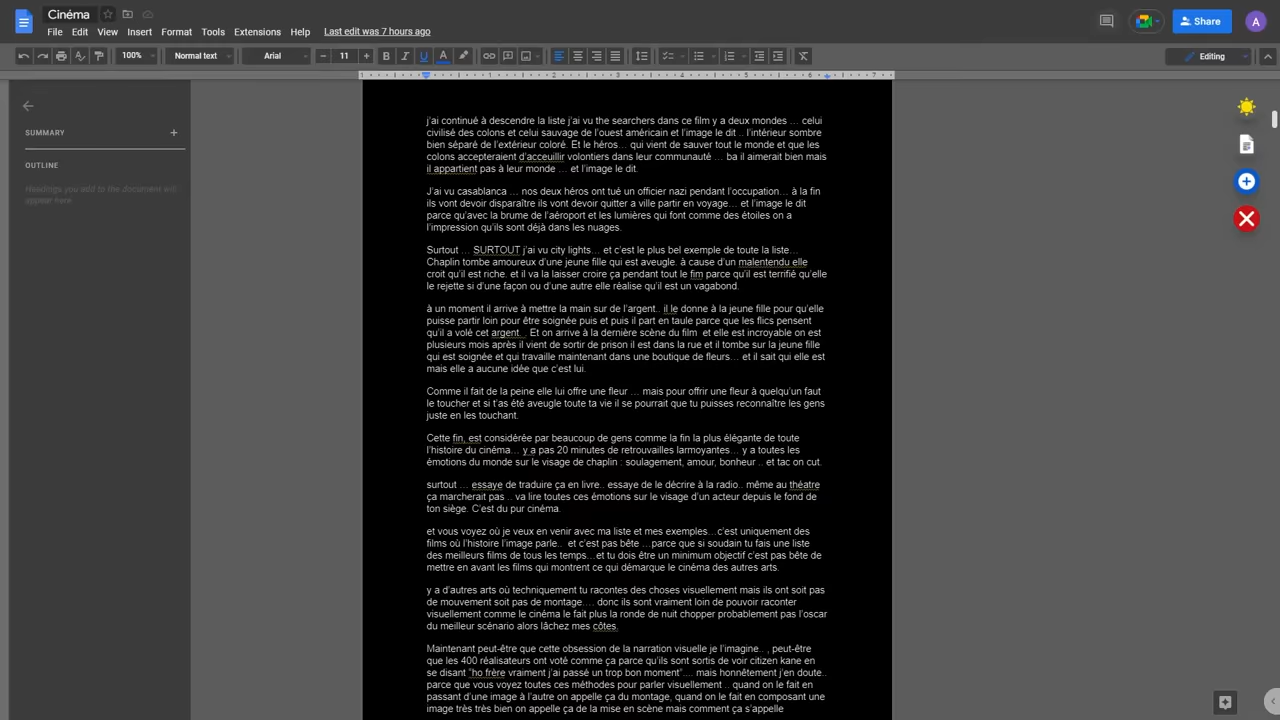 Cinéma
File Edit View Insert Format Tools Extensions Help Last edit was 7 hours ago
Share
A
100% Normal text Arial 11 Editing
1 1 2 3 4 5 6 7
SUMMARY
OUTLINE
Headings you add to the document will
appear here.
j'ai continué à descendre la liste j'ai vu the searchers dans ce film y a deux mondes … celui
civilisé des colons et celui sauvage de l'ouest américain et l'image le dit .. l'intérieur sombre
bien séparé de l'extérieur coloré. Et le héros… qui vient de sauver tout le monde et que les
colons accepteraient d'acceuillir volontiers dans leur communauté … ba il aimerait bien mais
il appartient pas à leur monde … et l'image le dit.
J'ai vu casablanca … nos deux héros ont tué un officier nazi pendant l'occupation… à la fin
ils vont devoir disparaître ils vont devoir quitter a ville partir en voyage… et l'image le dit
parce qu'avec la brume de l'aéroport et les lumières qui font comme des étoiles on a
l'impression qu'ils sont déjà dans les nuages.
Surtout … SURTOUT j'ai vu city lights… et c'est le plus bel exemple de toute la liste…
Chaplin tombe amoureux d'une jeune fille qui est aveugle. à cause d'un malentendu elle
croit qu'il est riche. et il va la laisser croire ça pendant tout le fim parce qu'il est terrifié qu'elle
le rejette si d'une façon ou d'une autre elle réalise qu'il est un vagabond.
à un moment il arrive à mettre la main sur de l'argent.. il le donne à la jeune fille pour qu'elle
puisse partir loin pour être soignée puis et puis il part en taule parce que les flics pensent
qu'il a volé cet argent. . Et on arrive à la dernière scène du film  et elle est incroyable on est
plusieurs mois après il vient de sortir de prison il est dans la rue et il tombe sur la jeune fille
qui est soignée et qui travaille maintenant dans une boutique de fleurs… et il sait qui elle est
mais elle a aucune idée que c'est lui.
Comme il fait de la peine elle lui offre une fleur … mais pour offrir une fleur à quelqu'un faut
le toucher et si t'as été aveugle toute ta vie il se pourrait que tu puisses reconnaître les gens
juste en les touchant.
Cette fin, est considérée par beaucoup de gens comme la fin la plus élégante de toute
l'histoire du cinéma… y a pas 20 minutes de retrouvailles larmoyantes… y a toutes les
émotions du monde sur le visage de chaplin : soulagement, amour, bonheur .. et tac on cut.
surtout … essaye de traduire ça en livre.. essaye de le décrire à la radio.. même au théatre
ça marcherait pas .. va lire toutes ces émotions sur le visage d'un acteur depuis le fond de
ton siège. C'est du pur cinéma.
et vous voyez où je veux en venir avec ma liste et mes exemples…c'est uniquement des
films où l'histoire l'image parle..  et c'est pas bête …parce que si soudain tu fais une liste
des meilleurs films de tous les temps…et tu dois être un minimum objectif c'est pas bête de
mettre en avant les films qui montrent ce qui démarque le cinéma des autres arts.
y a d'autres arts où techniquement tu racontes des choses visuellement mais ils ont soit pas
de mouvement soit pas de montage…. donc ils sont vraiment loin de pouvoir raconter
visuellement comme le cinéma le fait plus la ronde de nuit chopper probablement pas l'oscar
du meilleur scénario alors lâchez mes côtes.
Maintenant peut-être que cette obsession de la narration visuelle je l'imagine.. , peut-être
que les 400 réalisateurs ont voté comme ça parce qu'ils sont sortis de voir citizen kane en
se disant "ho frère vraiment j'ai passé un trop bon moment"…. mais honnêtement j'en doute..
parce que vous voyez toutes ces méthodes pour parler visuellement .. quand on le fait en
passant d'une image à l'autre on appelle ça du montage, quand on le fait en composant une
image très très bien on appelle ça de la mise en scène mais comment ça s'appelle